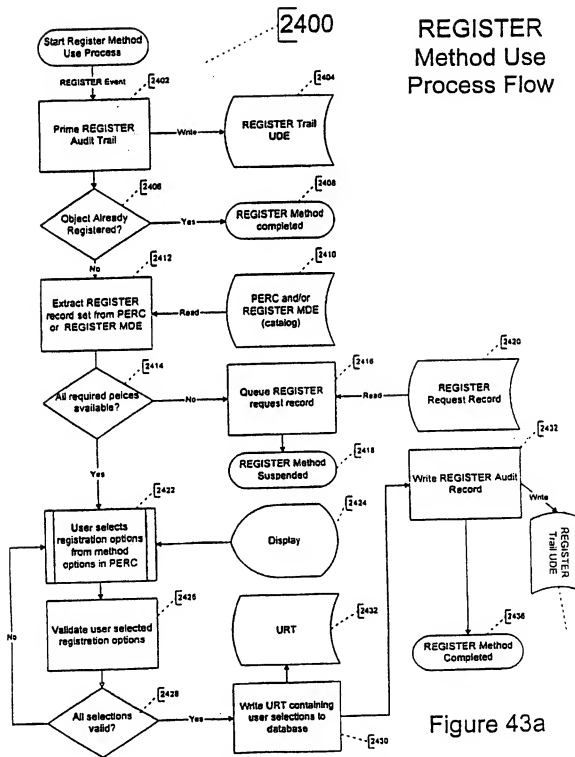 2400
REGISTER
Method Use
Process Flow
Start Register Method
Use Process
REGISTER Event
2402
Prime REGISTER
Audit Trail
Write
2404
REGISTER Trail
UDE
2406
Object Already
Registered?
Yes
2408
REGISTER Method
completed
No
2412
Extract REGISTER
record set from PERC
or REGISTER MDE
Read
2410
PERC and/or
REGISTER MDE
(catalog)
2414
All required peices
available?
No
2416
Queue REGISTER
request record
Read
2420
REGISTER
Request Record
2418
REGISTER Method
Suspended
Yes
2422
User selects
registration options
from method
options in PERC
2424
Display
2426
Validate user selected
registration options
No
2428
All selections
valid?
Yes
2432
URT
Write URT containing
user selections to
database
2430
2432
Write REGISTER Audit
Record
Write
REGISTER
Trail UDE
2436
REGISTER Method
Completed
Figure 43a